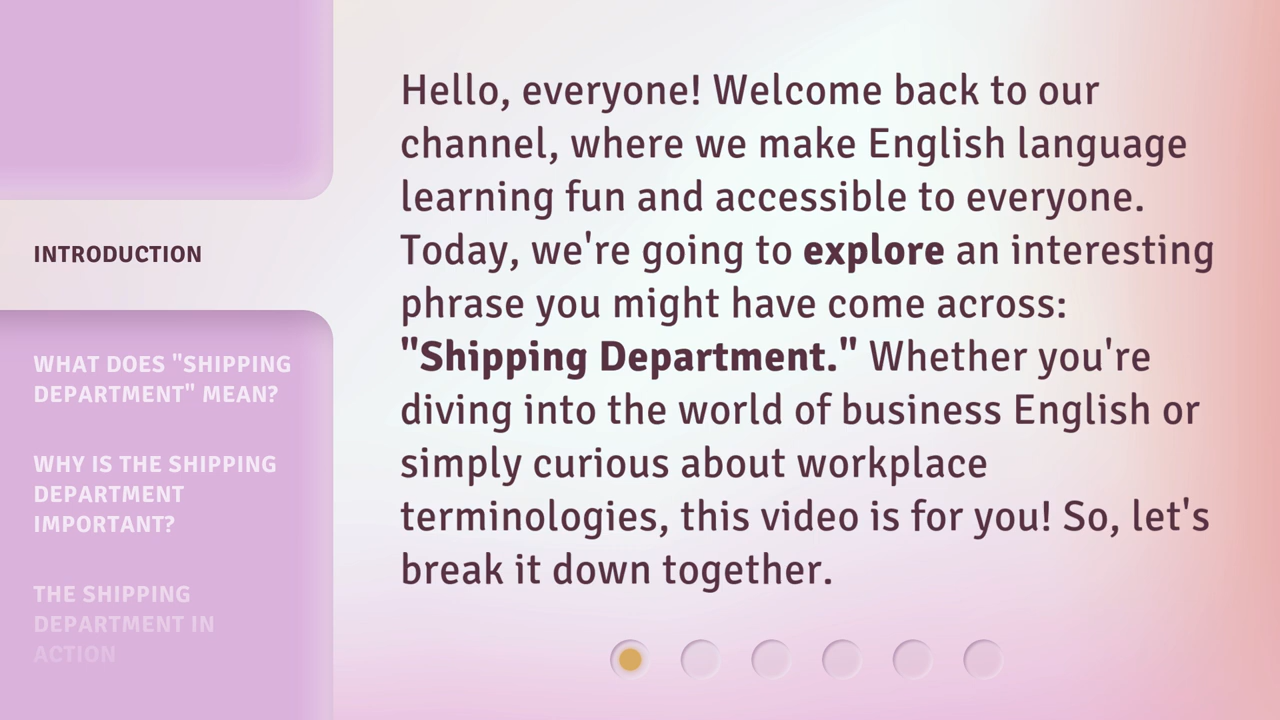 INTRODUCTION
WHAT DOES "SHIPPING
DEPARTMENT" MEAN?
WHY IS THE SHIPPING
DEPARTMENT
IMPORTANT?
THE SHIPPING
DEPARTMENT IN
ACTION
Hello, everyone! Welcome back to our
channel, where we make English language
learning fun and accessible to everyone.
Today, we're going to explore an interesting
phrase you might have come across:
"Shipping Department." Whether you're
diving into the world of business English or
simply curious about workplace
terminologies, this video is for you! So, let's
break it down together.